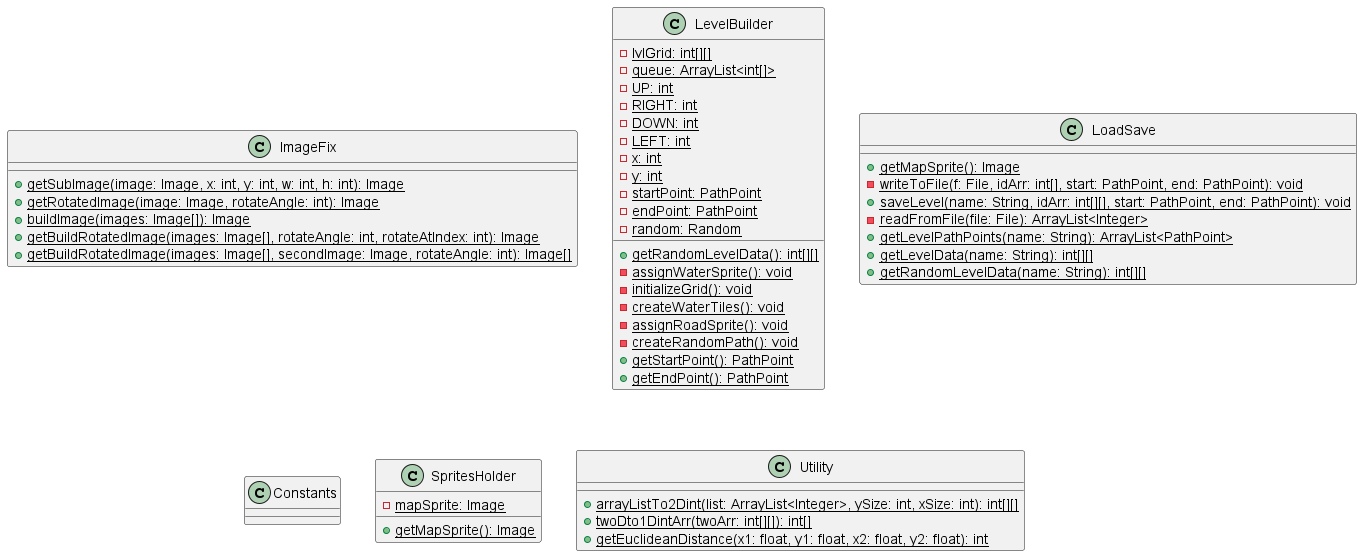 LevelBuilder
lvlGrid: int[][]
queue: ArrayList<int[]>
UP: int
RIGHT: int
DOWN: int
LEFT: int
x: int
y: int
startPoint: PathPoint
endPoint: PathPoint
random: Random
getRandomLevelData(): int[][]
assignWaterSprite(): void
initializeGrid(): void
createWaterTiles(): void
assignRoadSprite(): void
createRandomPath(): void
getStartPoint(): PathPoint
getEndPoint(): PathPoint
ImageFix
getSubImage(image: Image, x: int, y: int, w: int, h: int): Image
getRotatedImage(image: Image, rotateAngle: int): Image
buildImage(images: Image[]): Image
getBuildRotatedImage(images: Image[], rotateAngle: int, rotateAtIndex: int): Image
getBuildRotatedImage(images: Image[], secondImage: Image, rotateAngle: int): Image[]
LoadSave
getMapSprite(): Image
writeToFile(f: File, idArr: int[], start: PathPoint, end: PathPoint): void
saveLevel(name: String, idArr: int[][], start: PathPoint, end: PathPoint): void
readFromFile(file: File): ArrayList<Integer>
getLevelPathPoints(name: String): ArrayList<PathPoint>
getLevelData(name: String): int[][]
getRandomLevelData(name: String): int[][]
Constants
SpritesHolder
mapSprite: Image
getMapSprite(): Image
Utility
arrayListTo2Dint(list: ArrayList<Integer>, ySize: int, xSize: int): int[][]
twoDto1DintArr(twoArr: int[][]): int[]
getEuclideanDistance(x1: float, y1: float, x2: float, y2: float): int